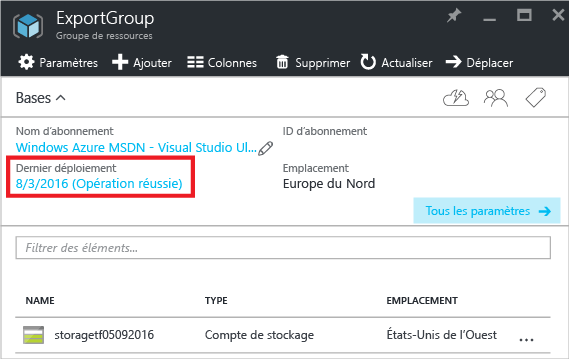 ExportGroup
Groupe de ressources
Paramètres Ajouter Colonnes Supprimer Actualiser Déplacer
Bases
Nom d'abonnement ID d'abonnement
Windows Azure MSDN - Visual Studio Ul...
Dernier déploiement Emplacement
8/3/2016 (Opération réussie) Europe du Nord
Tous les paramètres
Filtrer des éléments...
NAME TYPE EMPLACEMENT
storagetf05092016 Compte de stockage États-Unis de l'Ouest ...